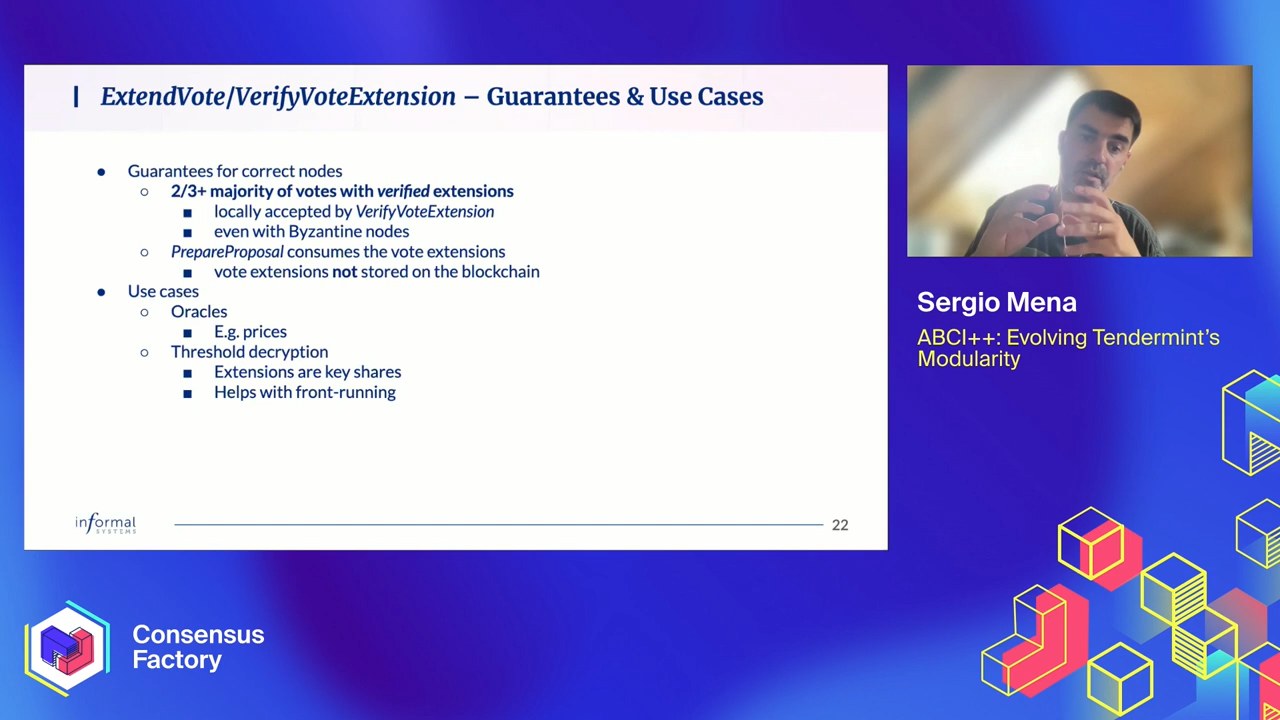 ExtendVote/VerifyVoteExtension – Guarantees & Use Cases
● Guarantees for correct nodes
○ 2/3+ majority of votes with verified extensions
■ locally accepted by VerifyVoteExtension
■ even with Byzantine nodes
○ PrepareProposal consumes the vote extensions
■ vote extensions not stored on the blockchain
● Use cases
○ Oracles
■ E.g. prices
○ Threshold decryption
■ Extensions are key shares
■ Helps with front-running
informal
SYSTEMS
22
Sergio Mena
ABCI++: Evolving Tendermint's
Modularity
Consensus
Factory